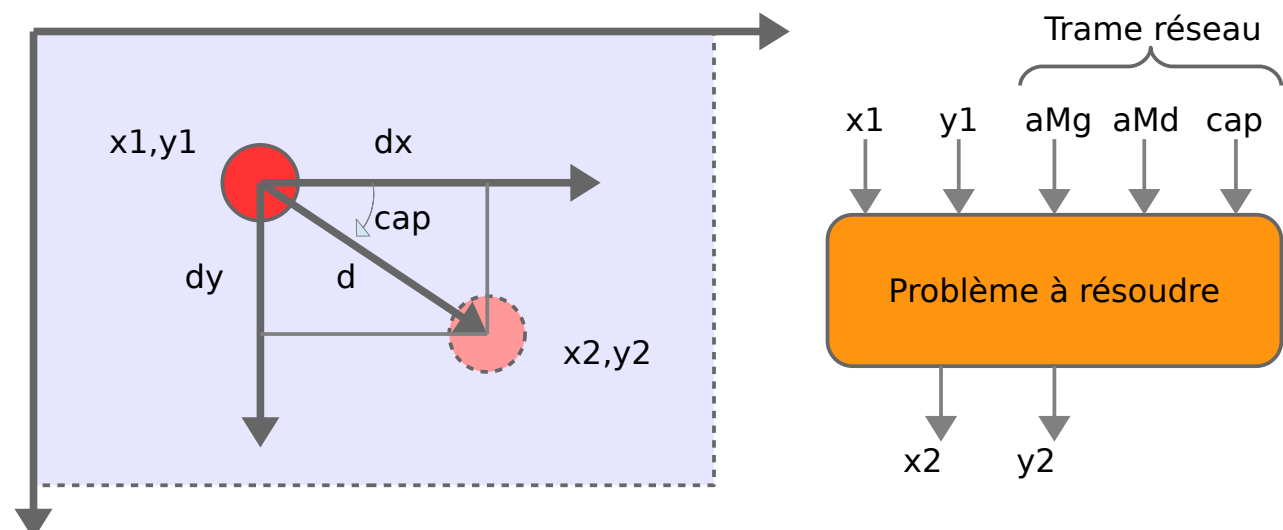 x1,y1
dx
cap
dy
d
x2,y2
Trame réseau
x1 y1 aMg aMd cap
Problème à résoudre
x2 y2